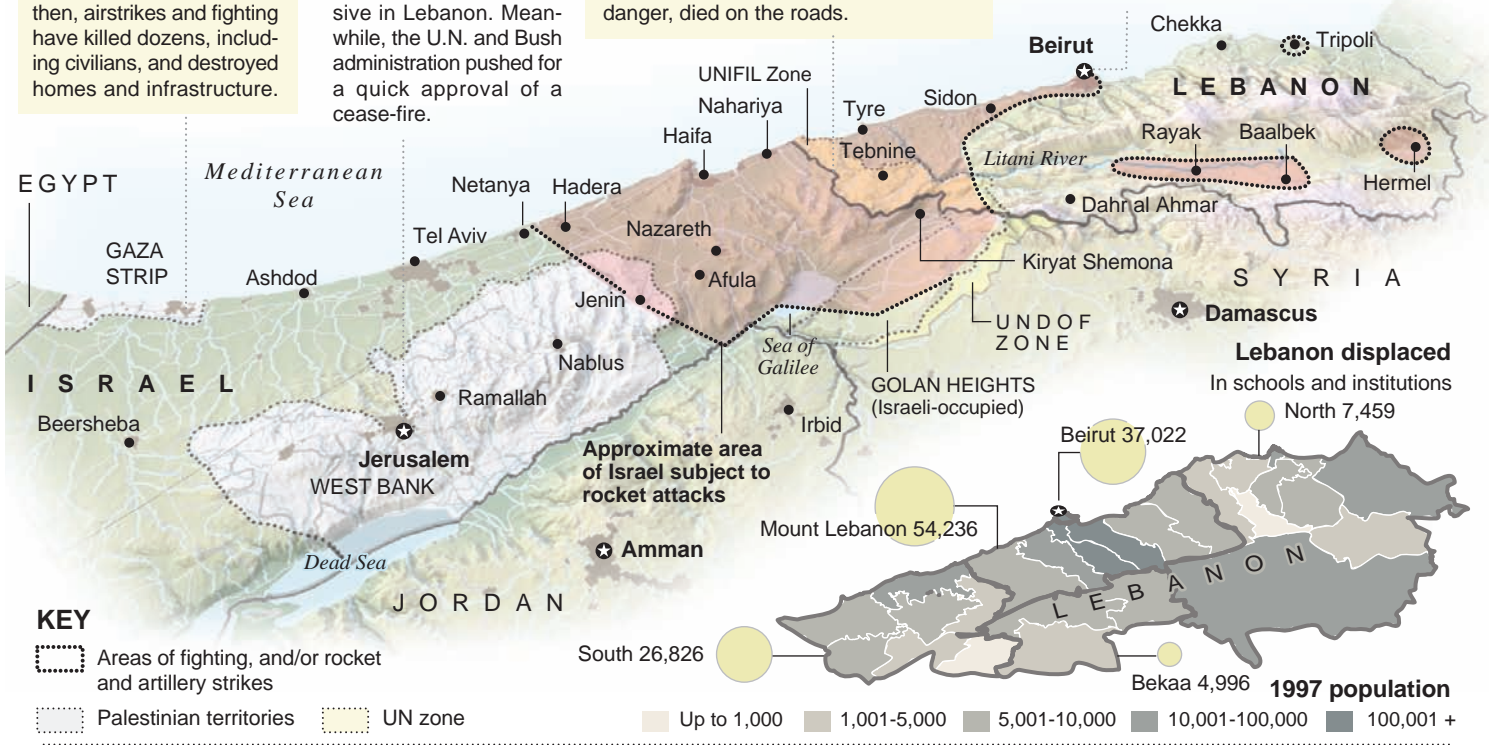 then, airstrikes and fighting
have killed dozens, includ-
ing civilians, and destroyed
homes and infrastructure.
sive in Lebanon. Mean-
while, the U.N. and Bush
administration pushed for
a quick approval of a
cease-fire.
danger, died on the roads.
Beirut
Chekka
Tripoli
LEBANON
UNIFIL Zone
Nahariya
Haifa
Tyre
Tebnine
Sidon
Litani River
Rayak
Baalbek
Hermel
Dahr al Ahmar
EGYPT
Mediterranean
Sea
Netanya
Hadera
GAZA
STRIP
Ashdod
Tel Aviv
Nazareth
Afula
Jenin
Kiryat Shemona
SYRIA
Damascus
UNDOF
ZONE
Sea of
Galilee
Nablus
ISRAEL
Ramallah
GOLAN HEIGHTS
(Israeli-occupied)
Beersheba
Irbid
Jerusalem
WEST BANK
Approximate area
of Israel subject to
rocket attacks
Dead Sea
Amman
JORDAN
Lebanon displaced
In schools and institutions
North 7,459
Beirut 37,022
Mount Lebanon 54,236
LEBANON
South 26,826
Bekaa 4,996
KEY
Areas of fighting, and/or rocket
and artillery strikes
Palestinian territories
UN zone
1997 population
Up to 1,000
1,001-5,000
5,001-10,000
10,001-100,000
100,001 +